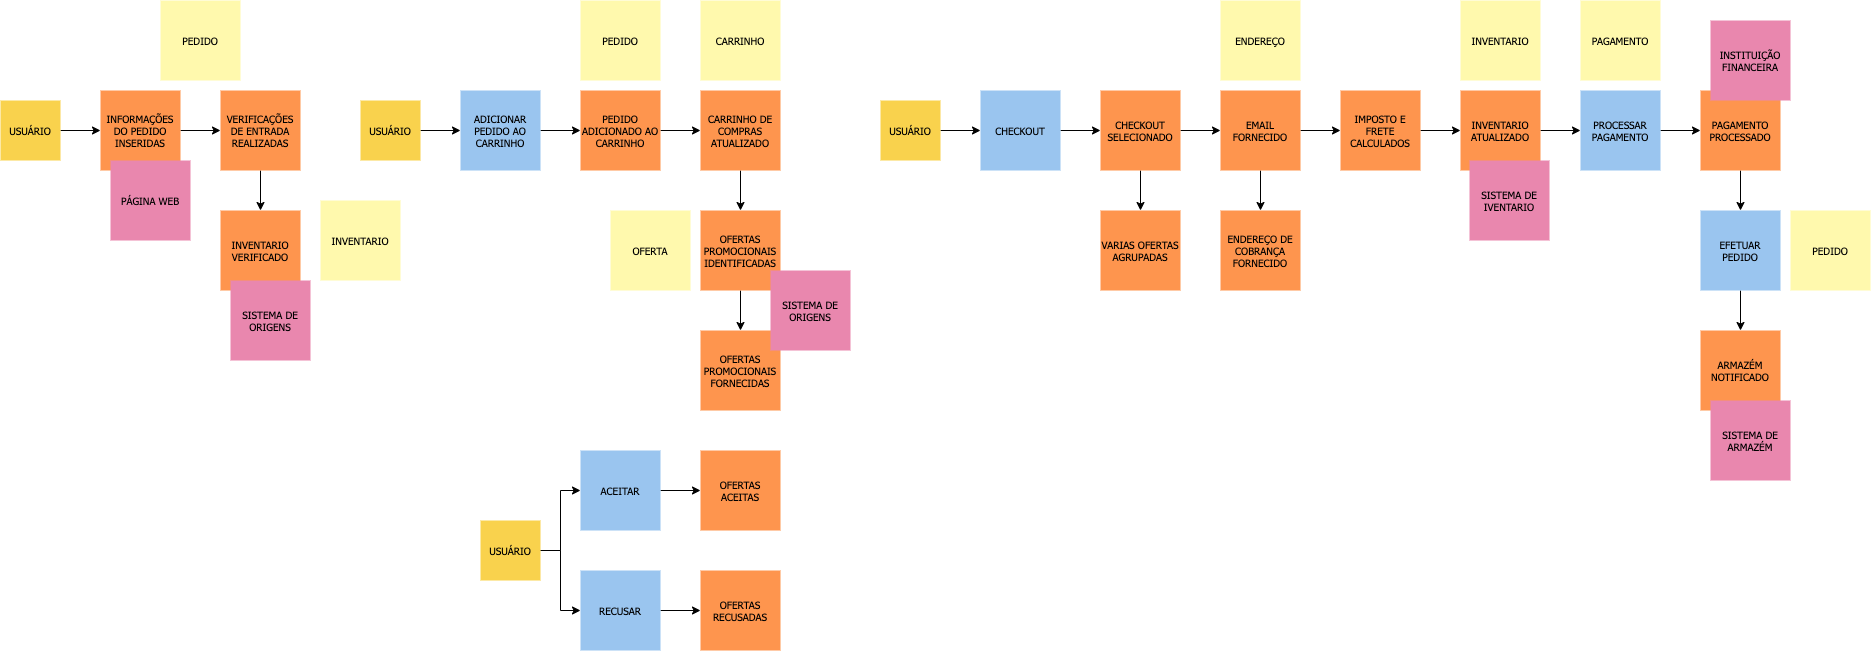 PEDIDO
USUÁRIO
INFORMAÇÕES
DO PEDIDO
INSERIDAS
VERIFICAÇÕES
DE ENTRADA
REALIZADAS
PÁGINA WEB
INVENTARIO
VERIFICADO
INVENTARIO
SISTEMA DE
ORIGENS
PEDIDO
CARRINHO
USUÁRIO
ADICIONAR
PEDIDO AO
CARRINHO
PEDIDO
ADICIONADO AO
CARRINHO
CARRINHO DE
COMPRAS
ATUALIZADO
OFERTA
OFERTAS
PROMOCIONAIS
IDENTIFICADAS
SISTEMA DE
ORIGENS
OFERTAS
PROMOCIONAIS
FORNECIDAS
USUÁRIO
ACEITAR
OFERTAS
ACEITAS
RECUSAR
OFERTAS
RECUSADAS
ENDEREÇO
INVENTARIO
PAGAMENTO
INSTITUIÇÃO
FINANCEIRA
USUÁRIO
CHECKOUT
CHECKOUT
SELECIONADO
EMAIL
FORNECIDO
IMPOSTO E
FRETE
CALCULADOS
INVENTARIO
ATUALIZADO
PROCESSAR
PAGAMENTO
PAGAMENTO
PROCESSADO
SISTEMA DE
IVENTARIO
VARIAS OFERTAS
AGRUPADAS
ENDEREÇO DE
COBRANÇA
FORNECIDO
EFETUAR
PEDIDO
PEDIDO
ARMAZÉM
NOTIFICADO
SISTEMA DE
ARMAZÉM